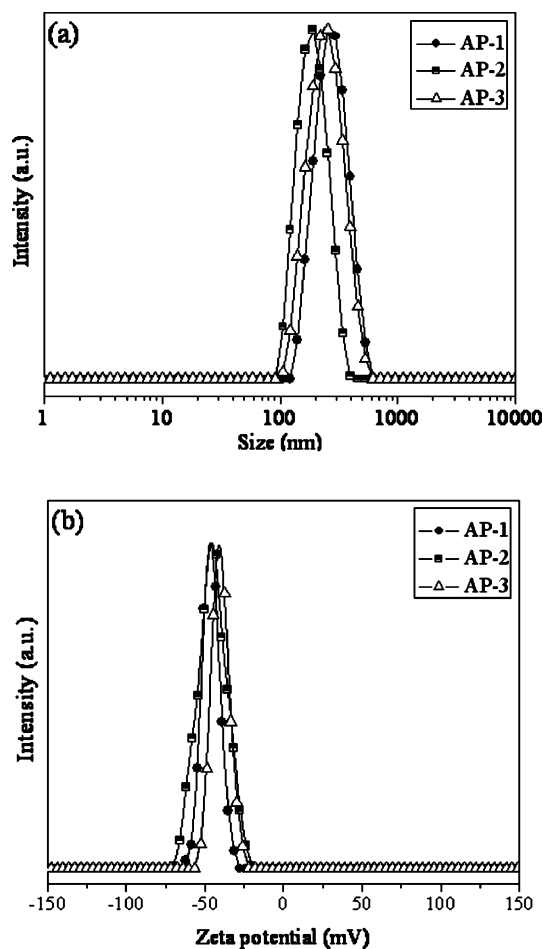 (a)
AP-1
AP-2
AP-3
Intensity (a.u.)
1 10 100 1000 10000
Size (nm)
(b)
AP-1
AP-2
AP-3
Intensity (a.u.)
-150 -100 -50 0 50 100 150
Zeta potential (mV)